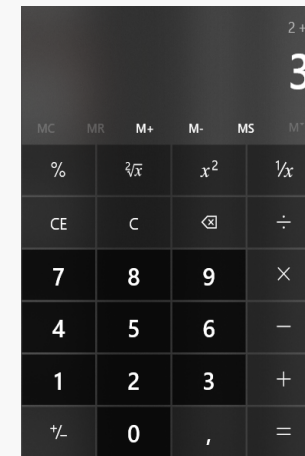 2 +
3
MC MR M+ M- MS M˅
% ²√x x² ¹/x
CE C ÷
7 8 9 ×
4 5 6 −
1 2 3 +
+/- 0 , =